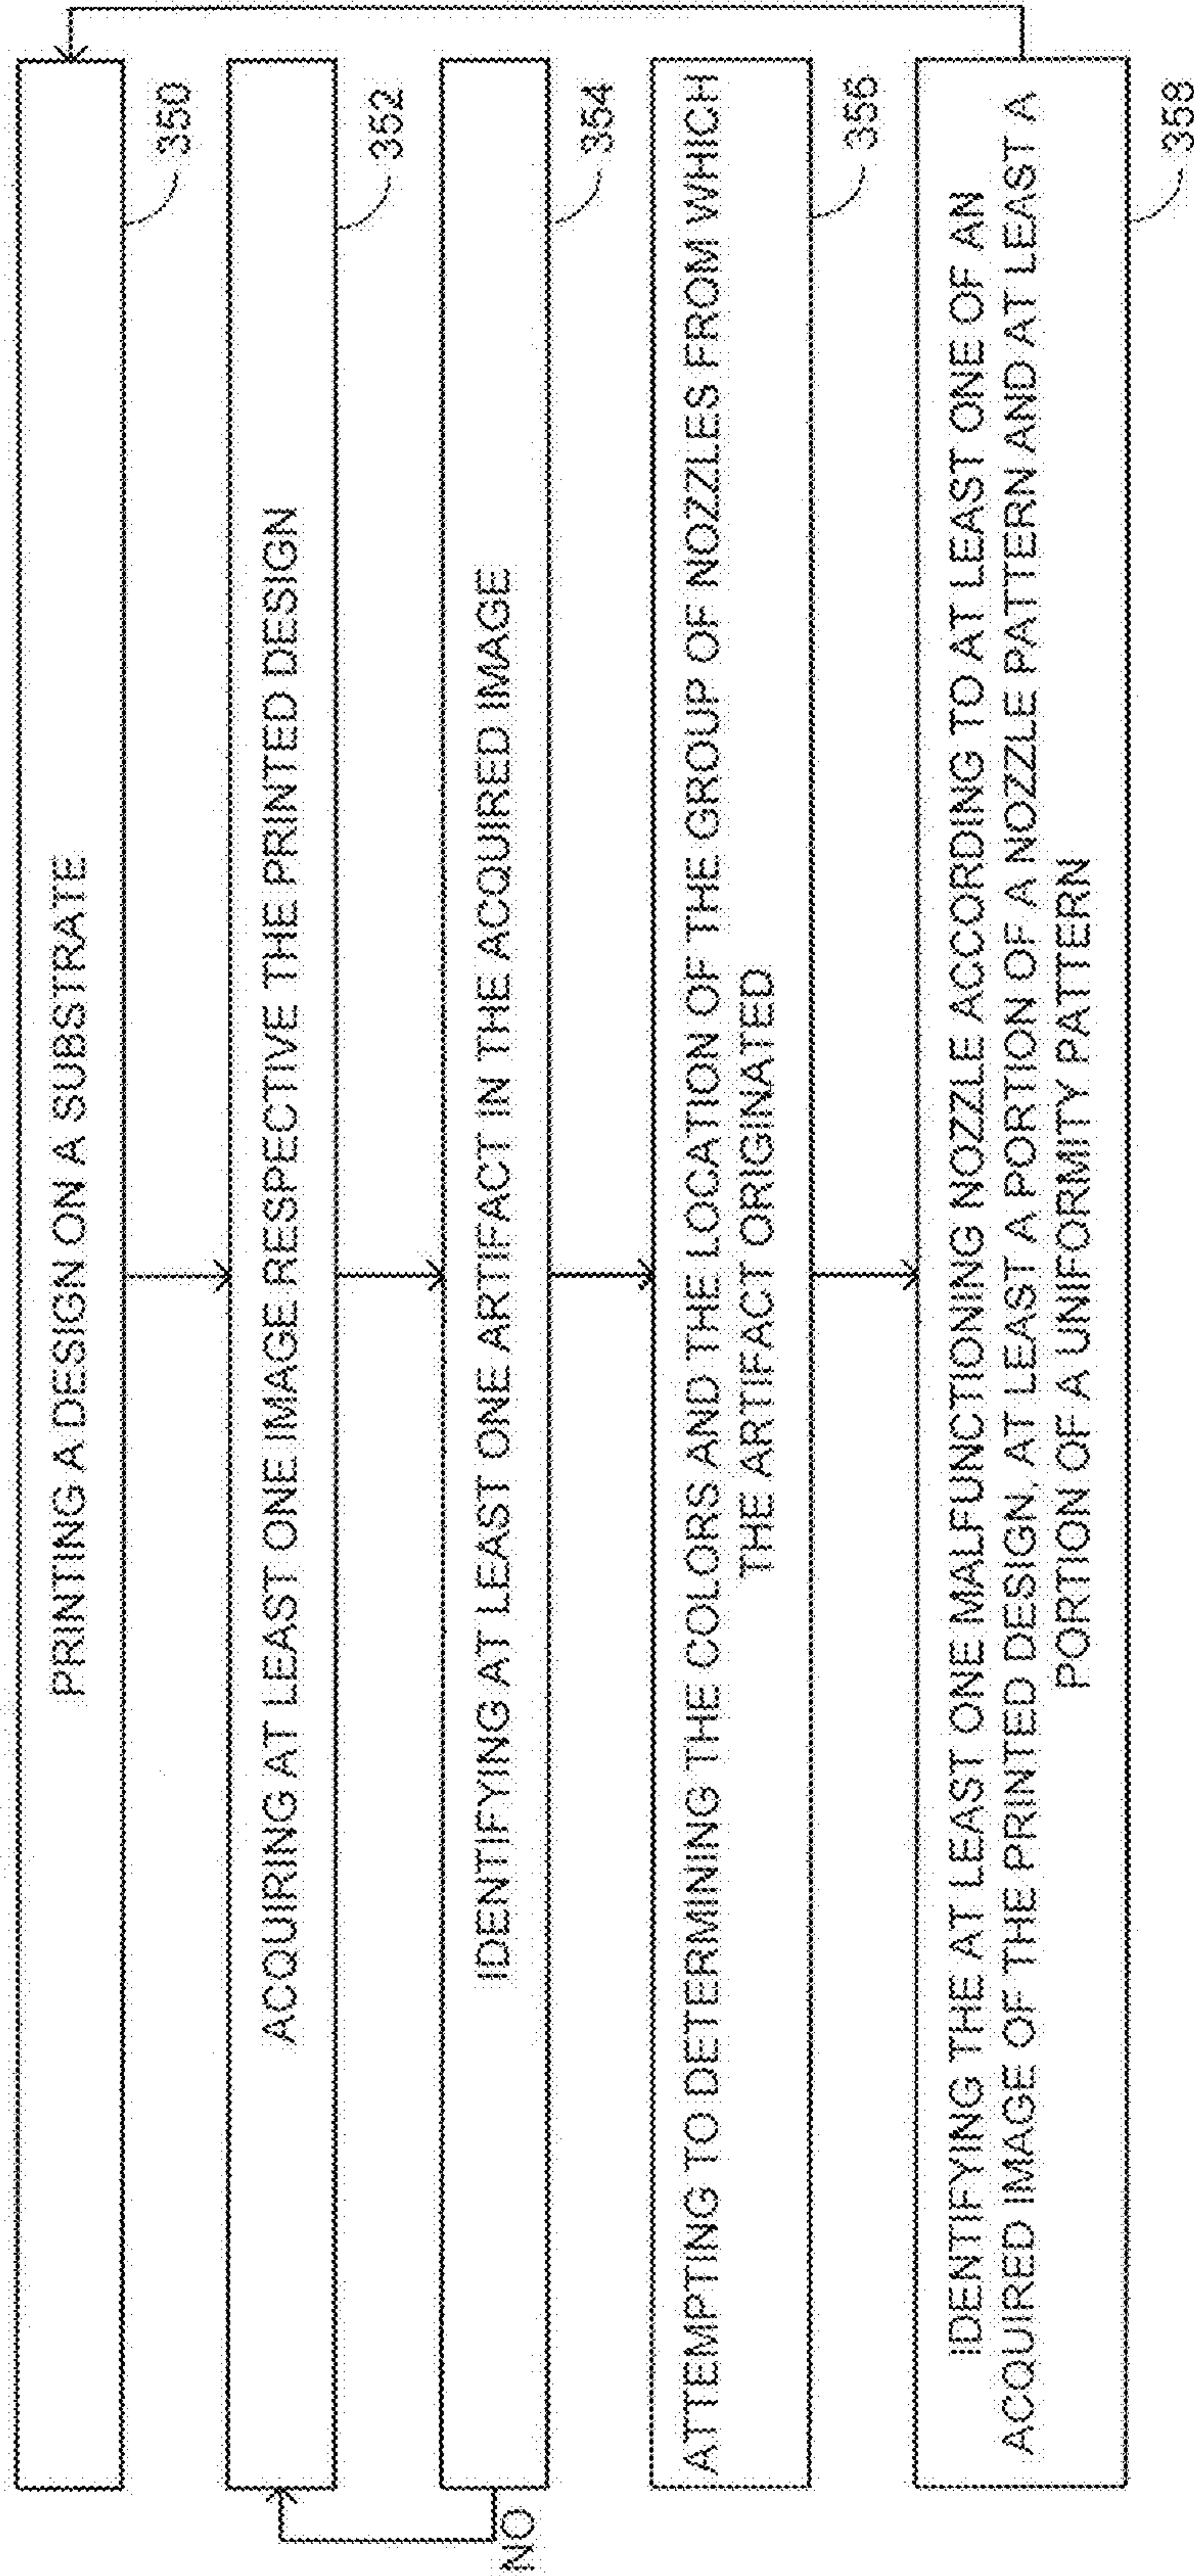 PRINTING A DESIGN ON A SUBSTRATE
350
ACQUIRING AT LEAST ONE IMAGE RESPECTIVE THE PRINTED DESIGN
352
IDENTIFYING AT LEAST ONE ARTIFACT IN THE ACQUIRED IMAGE
354
NO
ATTEMPTING TO DETERMINING THE COLORS AND THE LOCATION OF THE GROUP OF NOZZLES FROM WHICH
THE ARTIFACT ORIGINATED
356
IDENTIFYING THE AT LEAST ONE MALFUNCTIONING NOZZLE ACCORDING TO AT LEAST ONE OF AN
ACQUIRED IMAGE OF THE PRINTED DESIGN, AT LEAST A PORTION OF A NOZZLE PATTERN AND AT LEAST A
PORTION OF A UNIFORMITY PATTERN
358